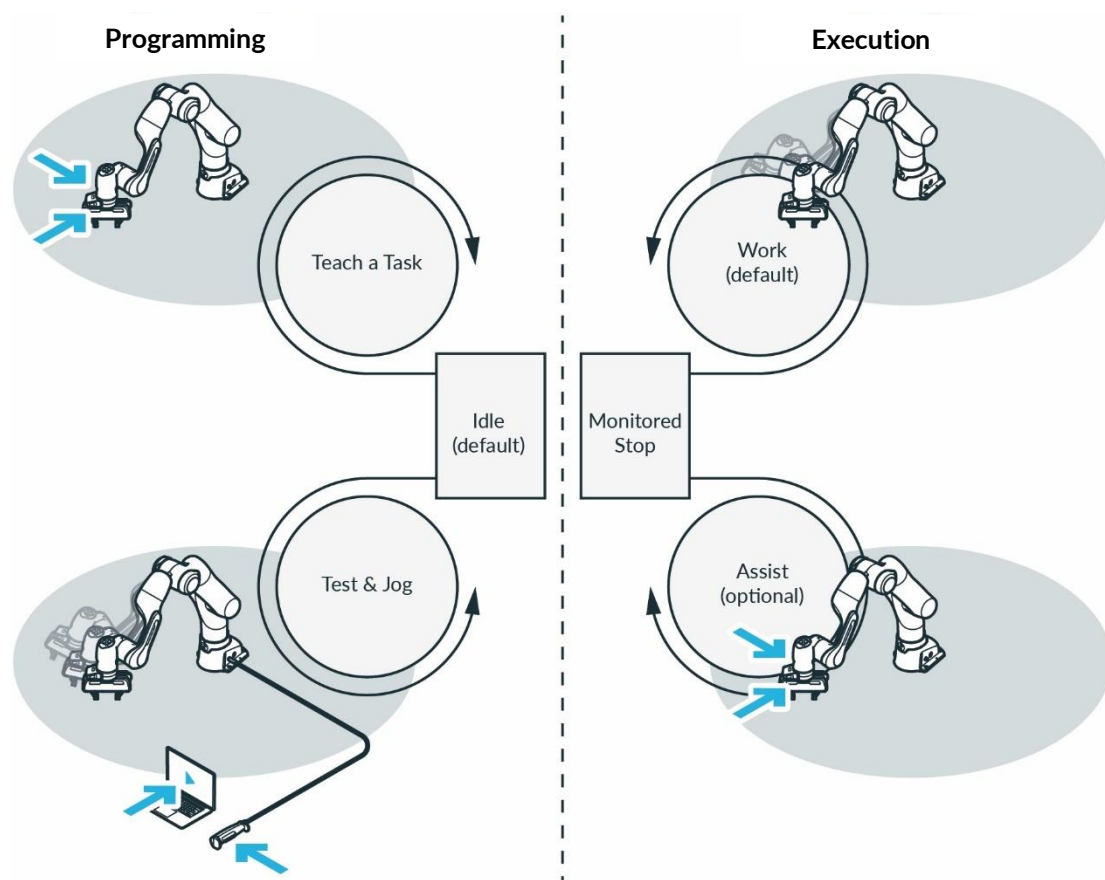 Programming
Execution
Teach a Task
Work
(default)
Idle
(default)
Monitored
Stop
Test & Jog
Assist
(optional)